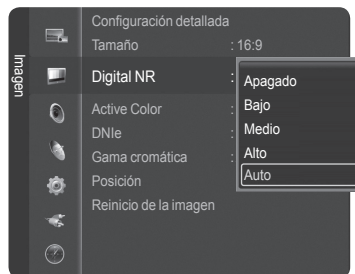 Imagen
Configuración detallada
Tamaño : 16:9
Digital NR :
Active Color :
DNIe :
Gama cromática :
Posición
Reinicio de la imagen
Apagado
Bajo
Medio
Alto
Auto